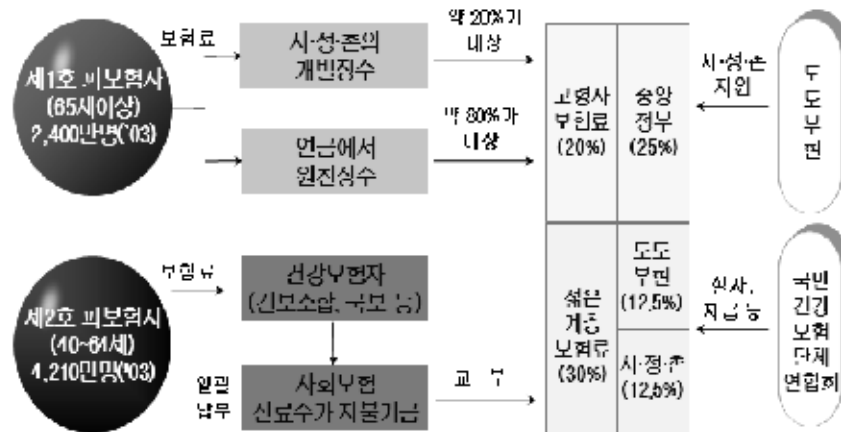 보험료
제1호 피보험자
(65세이상)
2,400만명('03)
시·정·촌의
개별징수
약 20%가
대상
연금에서
원천징수
약 80%가
대상
고령자
보험료
(20%)
중앙
정부
(25%)
시·정·촌
지원
도
도
부
현
보험료
제2호 피보험자
(40~64세)
4,210만명('03)
건강보험자
(건보조합, 국보 등)
일괄
납부
사회보험
진료수가 지불기금
교 부
젊은
계층
보험료
(30%)
도도
부현
(12.5%)
시·정·촌
(12.5%)
심사,
지급 등
국민
건강
보험
단체
연합회